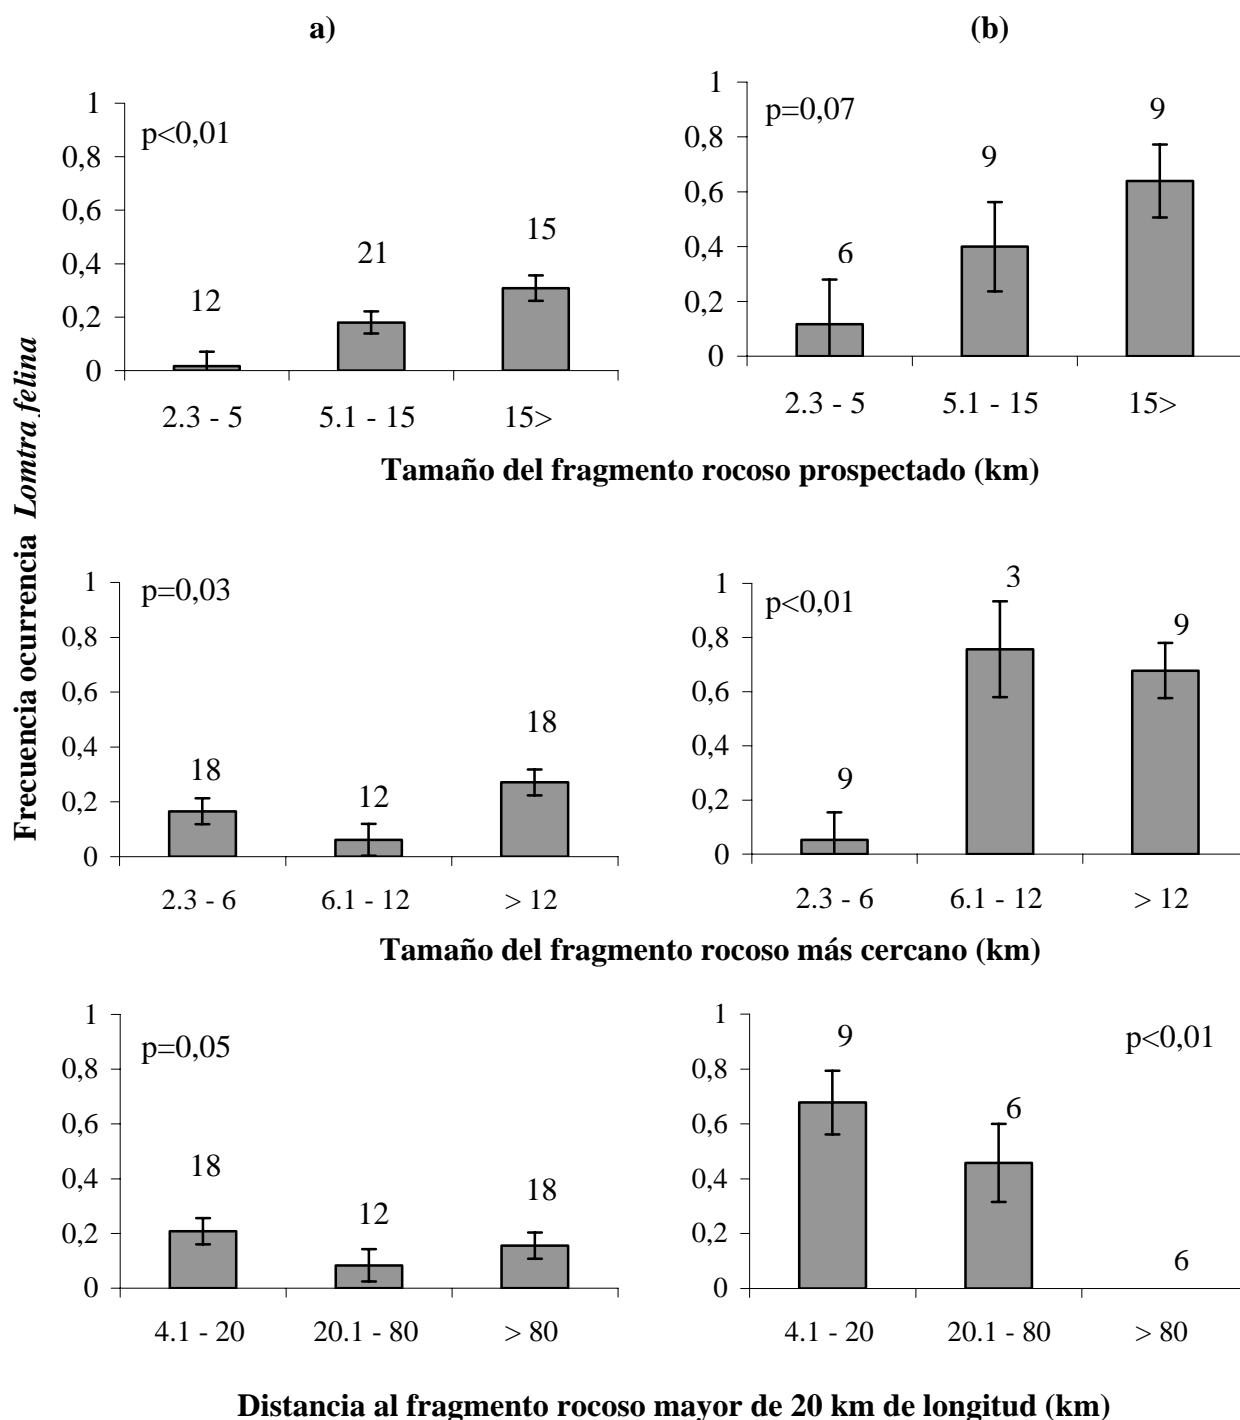 a)
(b)
Frecuencia ocurrencia Lomtra felina
1
0,8
0,6
0,4
0,2
0
p<0,01
12
21
15
2.3 - 5
5.1 - 15
15>
1
0,8
0,6
0,4
0,2
0
p=0,07
6
9
9
2.3 - 5
5.1 - 15
15>
Tamaño del fragmento rocoso prospectado (km)
1
0,8
0,6
0,4
0,2
0
p=0,03
18
12
18
2.3 - 6
6.1 - 12
> 12
1
0,8
0,6
0,4
0,2
0
p<0,01
9
3
9
2.3 - 6
6.1 - 12
> 12
Tamaño del fragmento rocoso más cercano (km)
1
0,8
0,6
0,4
0,2
0
p=0,05
18
12
18
4.1 - 20
20.1 - 80
> 80
1
0,8
0,6
0,4
0,2
0
p<0,01
9
6
6
4.1 - 20
20.1 - 80
> 80
Distancia al fragmento rocoso mayor de 20 km de longitud (km)